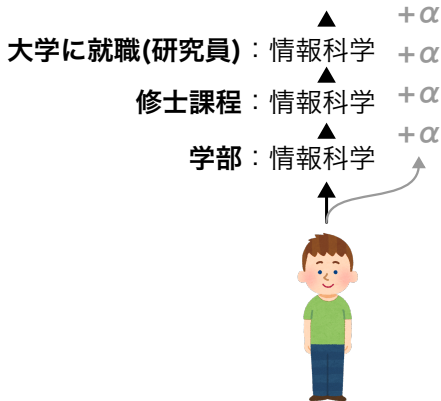 +α
大学に就職(研究員)：情報科学 +α
修士課程：情報科学 +α
学部：情報科学 +α